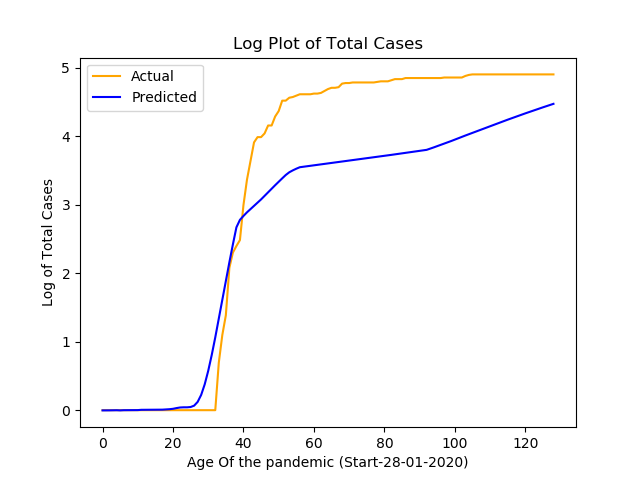 Log Plot of Total Cases
Actual
Predicted
Log of Total Cases
5
4
3
2
1
0
0 20 40 60 80 100 120
Age Of the pandemic (Start-28-01-2020)